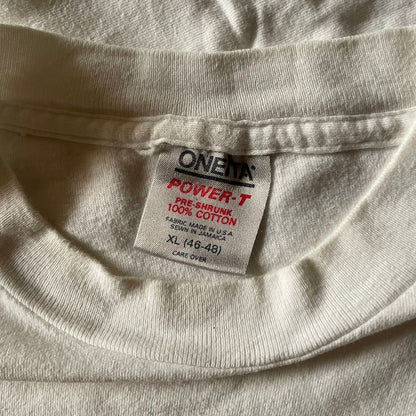 ONEITA
POWER-T
PRE-SHRUNK
100% COTTON
FABRIC MADE IN U.S.A
SEWN IN JAMAICA
XL (46-48)
CARE OVER